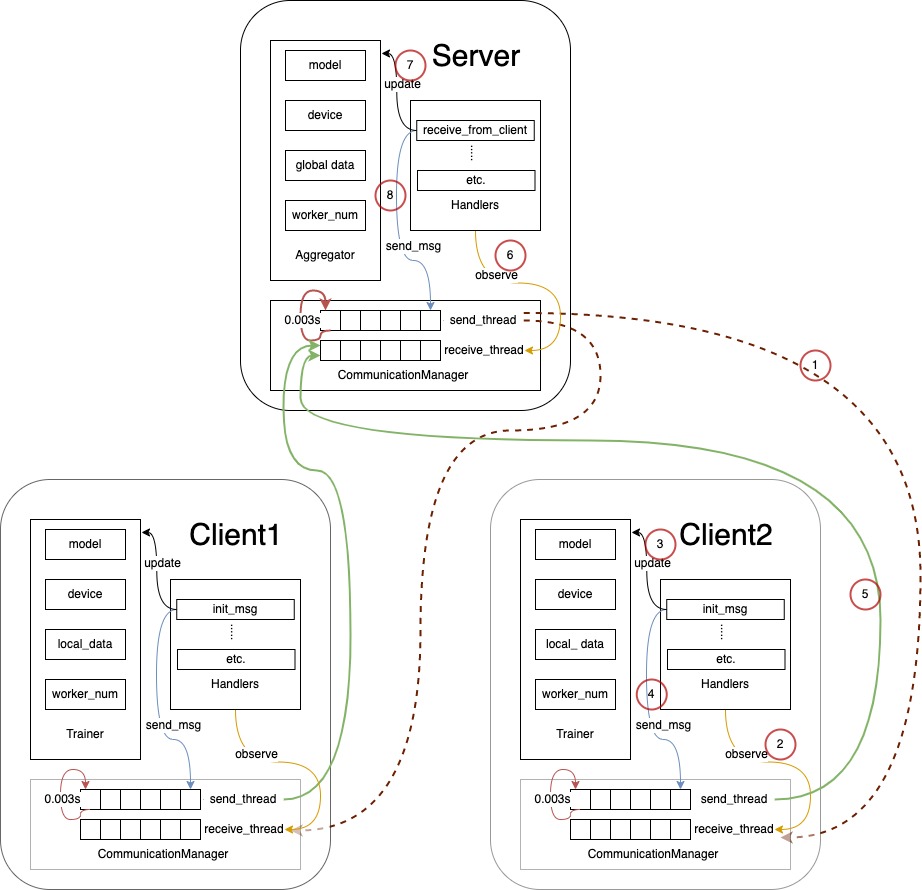 Server
7
model
update
device
receive_from_client
global data
etc.
8
Handlers
worker_num
Aggregator
send_msg
6
observe
0.003s
send_thread
receive_thread
CommunicationManager
1
Client1
model
update
device
init_msg
local_data
etc.
Handlers
worker_num
Trainer
send_msg
observe
0.003s
send_thread
receive_thread
CommunicationManager
Client2
3
model
update
device
init_msg
5
local_ data
etc.
4
Handlers
worker_num
Trainer
send_msg
2
observe
0.003s
send_thread
receive_thread
CommunicationManager